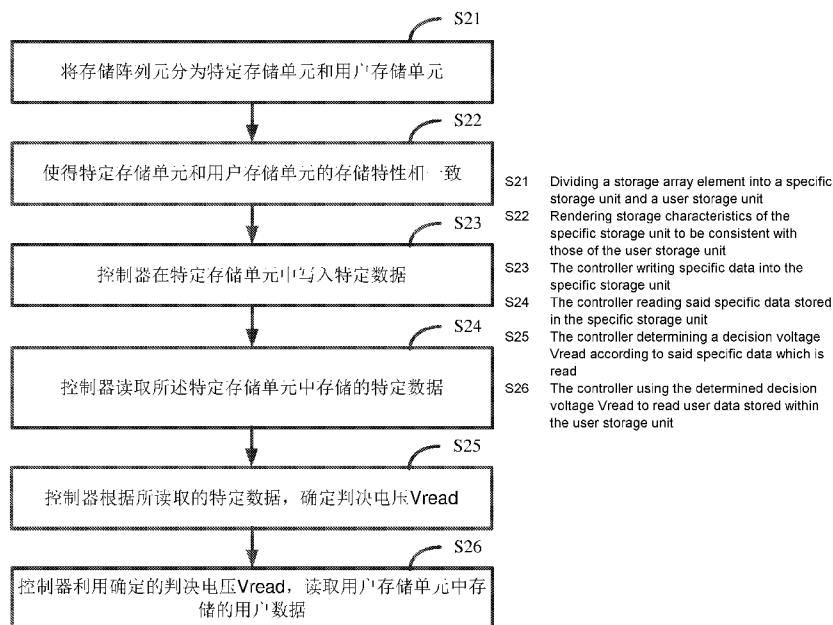 S21
将存储阵列元分为特定存储单元和用户存储单元
S22
使得特定存储单元和用户存储单元的存储特性相一致
S23
控制器在特定存储单元中写入特定数据
S24
控制器读取所述特定存储单元中存储的特定数据
S25
控制器根据所读取的特定数据，确定判决电压Vread
S26
控制器利用确定的判决电压Vread，读取用户存储单元中存
储的用户数据
S21 Dividing a storage array element into a specific
storage unit and a user storage unit
S22 Rendering storage characteristics of the
specific storage unit to be consistent with
those of the user storage unit
S23 The controller writing specific data into the
specific storage unit
S24 The controller reading said specific data stored
in the specific storage unit
S25 The controller determining a decision voltage
Vread according to said specific data which is
read
S26 The controller using the determined decision
voltage Vread to read user data stored within
the user storage unit